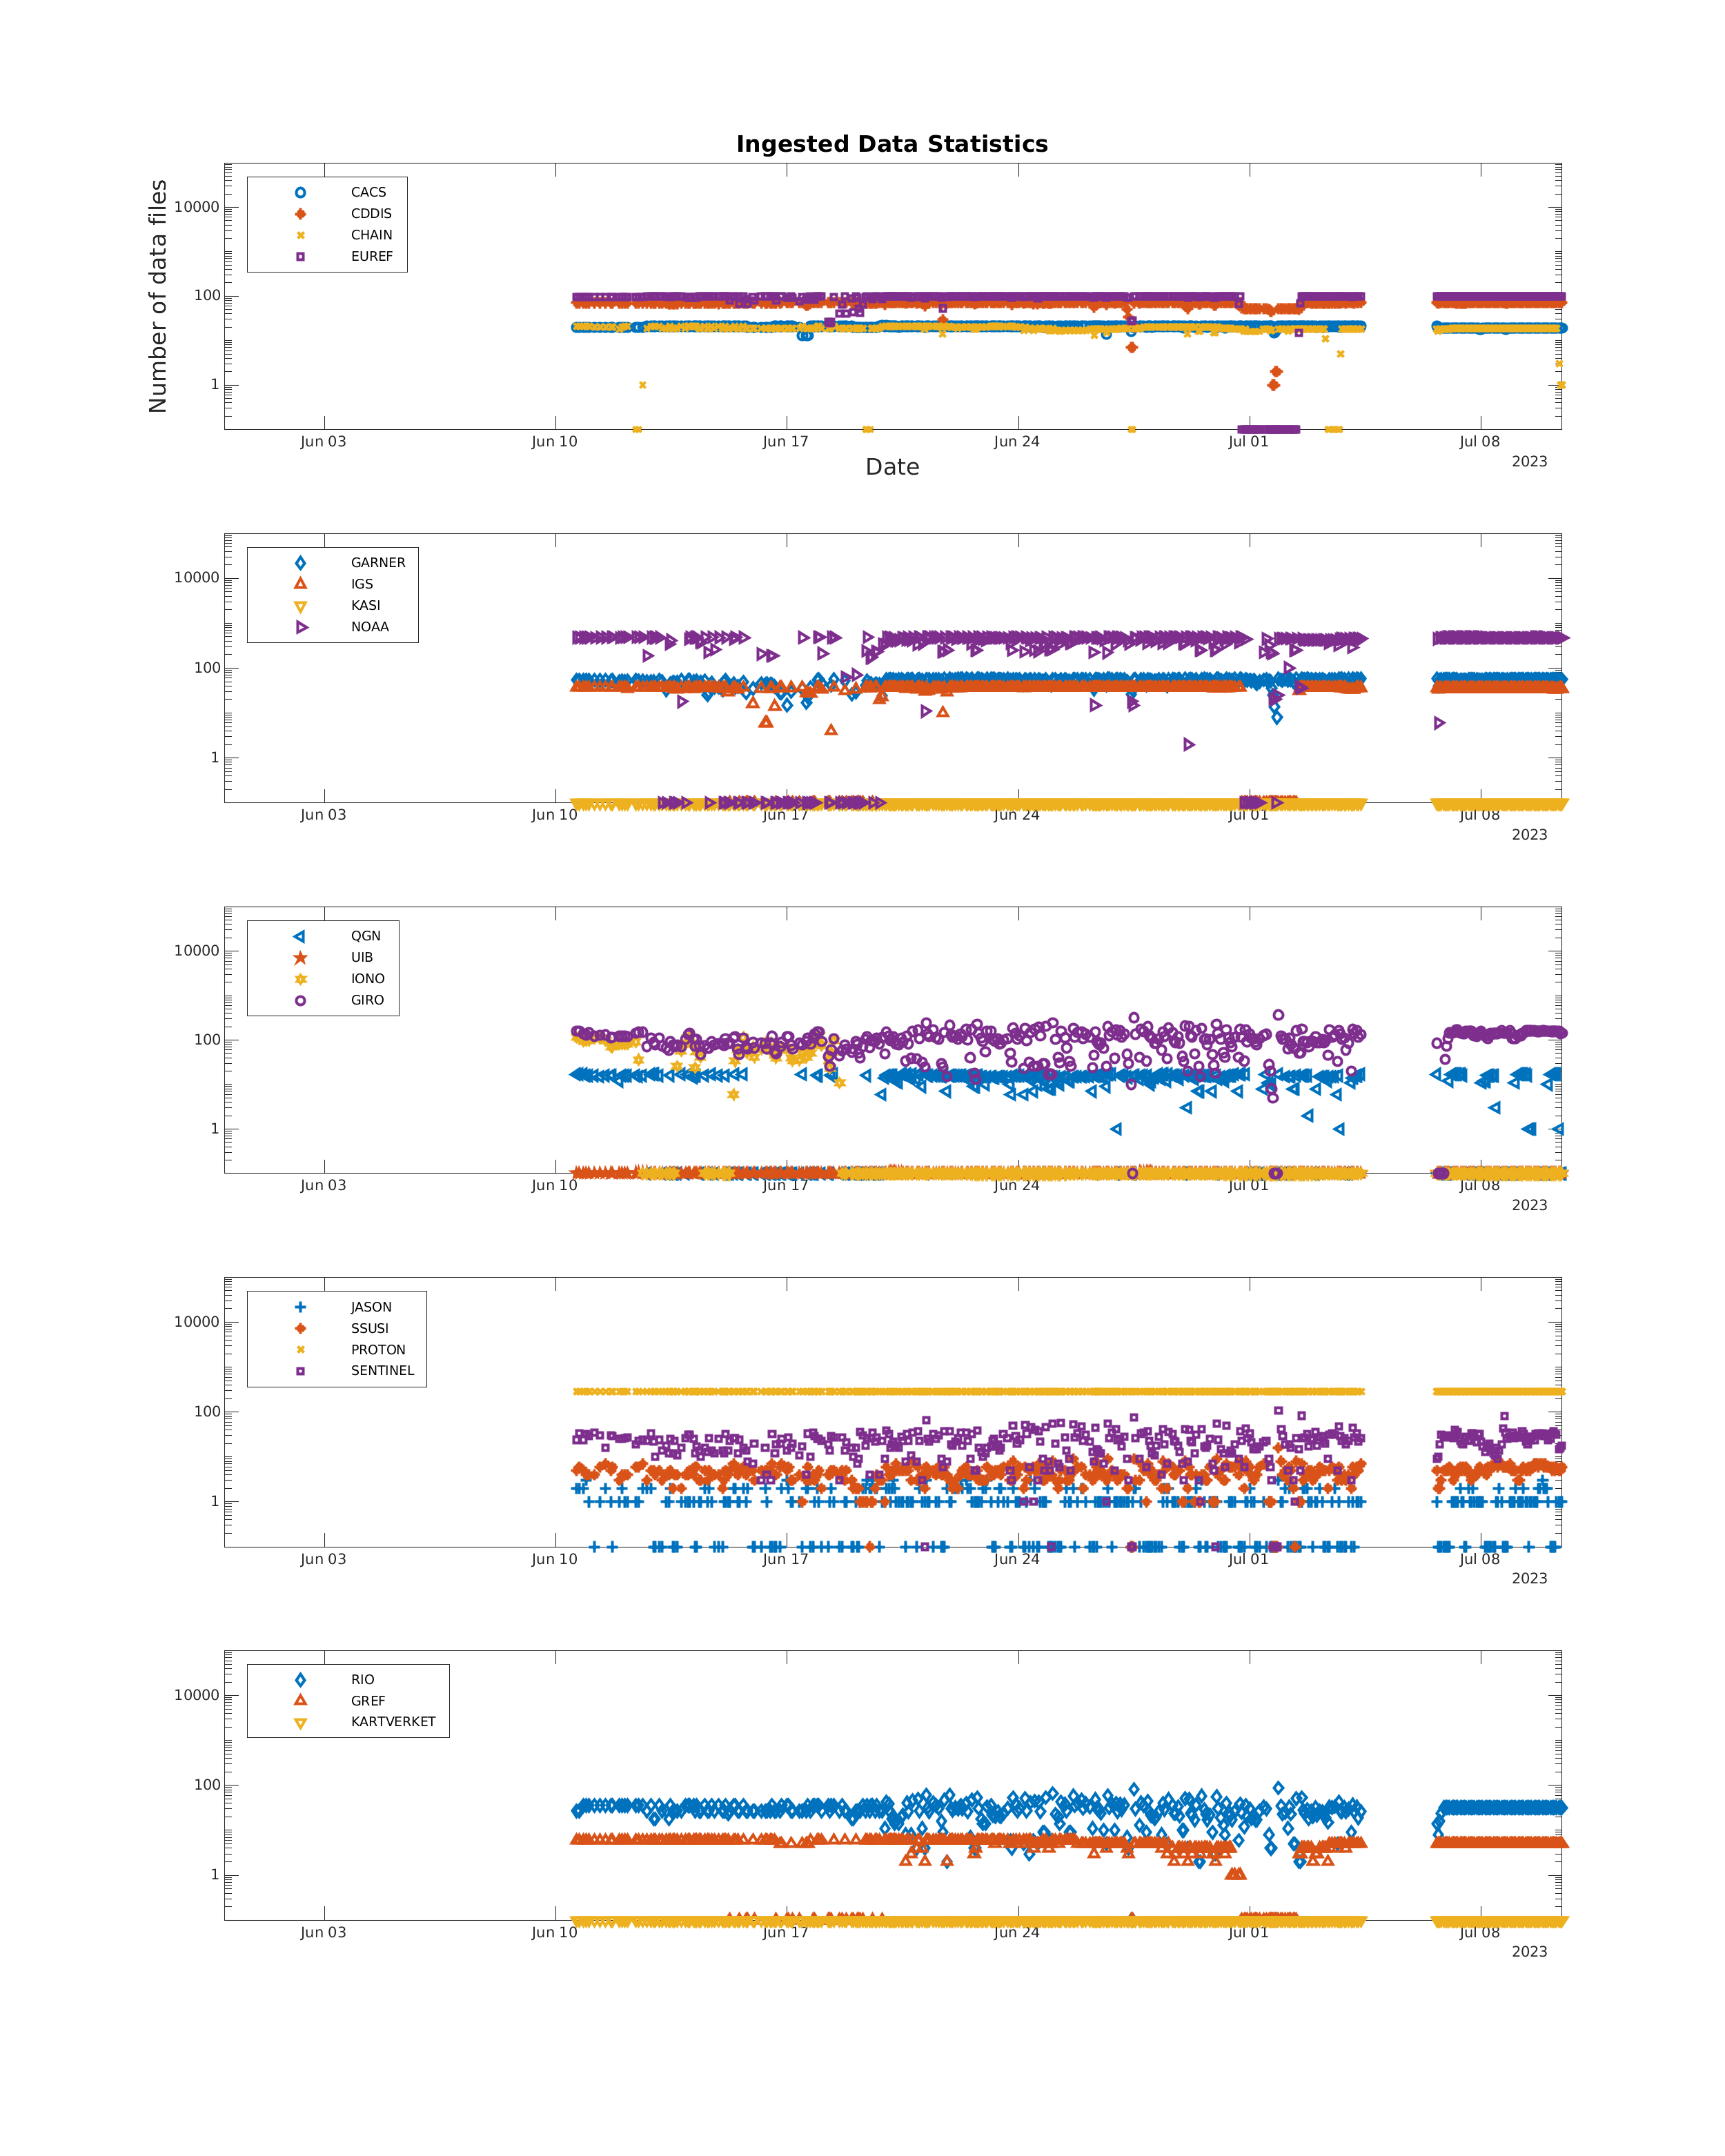 Ingested Data Statistics
Number of data files
CACS
CDDIS
CHAIN
EUREF
10000
100
1
Jun 03 Jun 10 Jun 17 Jun 24 Jul 01 Jul 08
2023
Date
GARNER
IGS
KASI
NOAA
10000
100
1
Jun 03 Jun 10 Jun 17 Jun 24 Jul 01 Jul 08
2023
QGN
UIB
IONO
GIRO
10000
100
1
Jun 03 Jun 10 Jun 17 Jun 24 Jul 01 Jul 08
2023
JASON
SSUSI
PROTON
SENTINEL
10000
100
1
Jun 03 Jun 10 Jun 17 Jun 24 Jul 01 Jul 08
2023
RIO
GREF
KARTVERKET
10000
100
1
Jun 03 Jun 10 Jun 17 Jun 24 Jul 01 Jul 08
2023